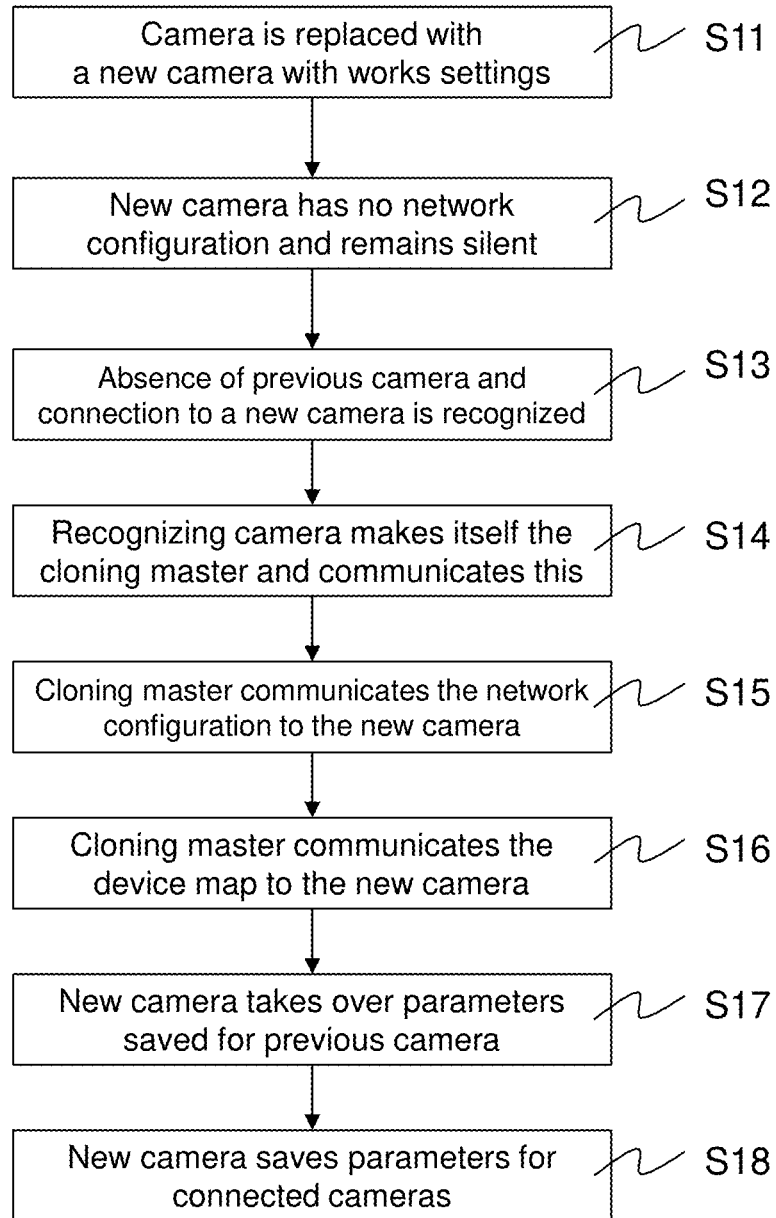 Camera is replaced with
a new camera with works settings
S11
New camera has no network
configuration and remains silent
S12
Absence of previous camera and
connection to a new camera is recognized
S13
Recognizing camera makes itself the
cloning master and communicates this
S14
Cloning master communicates the network
configuration to the new camera
S15
Cloning master communicates the
device map to the new camera
S16
New camera takes over parameters
saved for previous camera
S17
New camera saves parameters for
connected cameras
S18